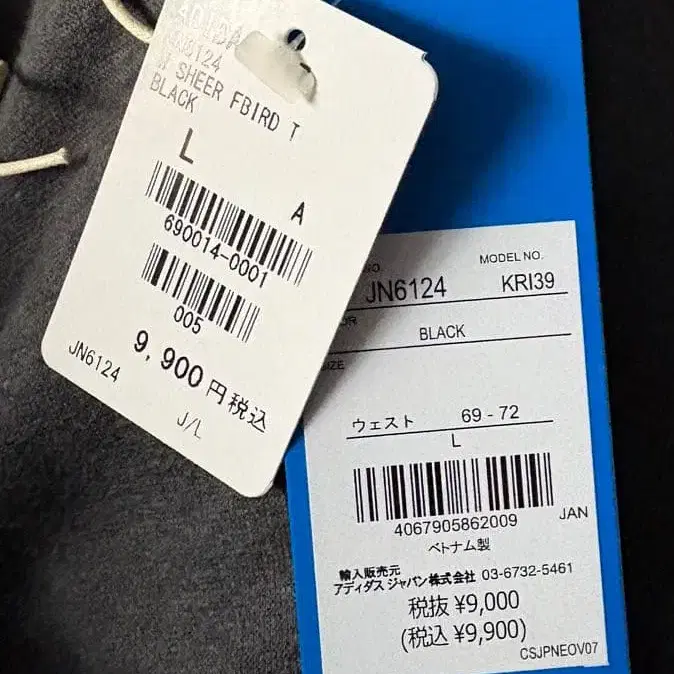 SHEER FBIRD T
BLACK
L
A
690014-0001
005
9,900円税込
JN6124
J/L
MODEL NO.
JN6124
KRI39
BLACK
ウェスト 69-72
L
4067905862009
JAN
ベトナム製
輸入販売元
アディダス ジャパン株式会社 03-6732-5461
税抜 ¥9,000
(税込 ¥9,900)
CSJPNEOV07